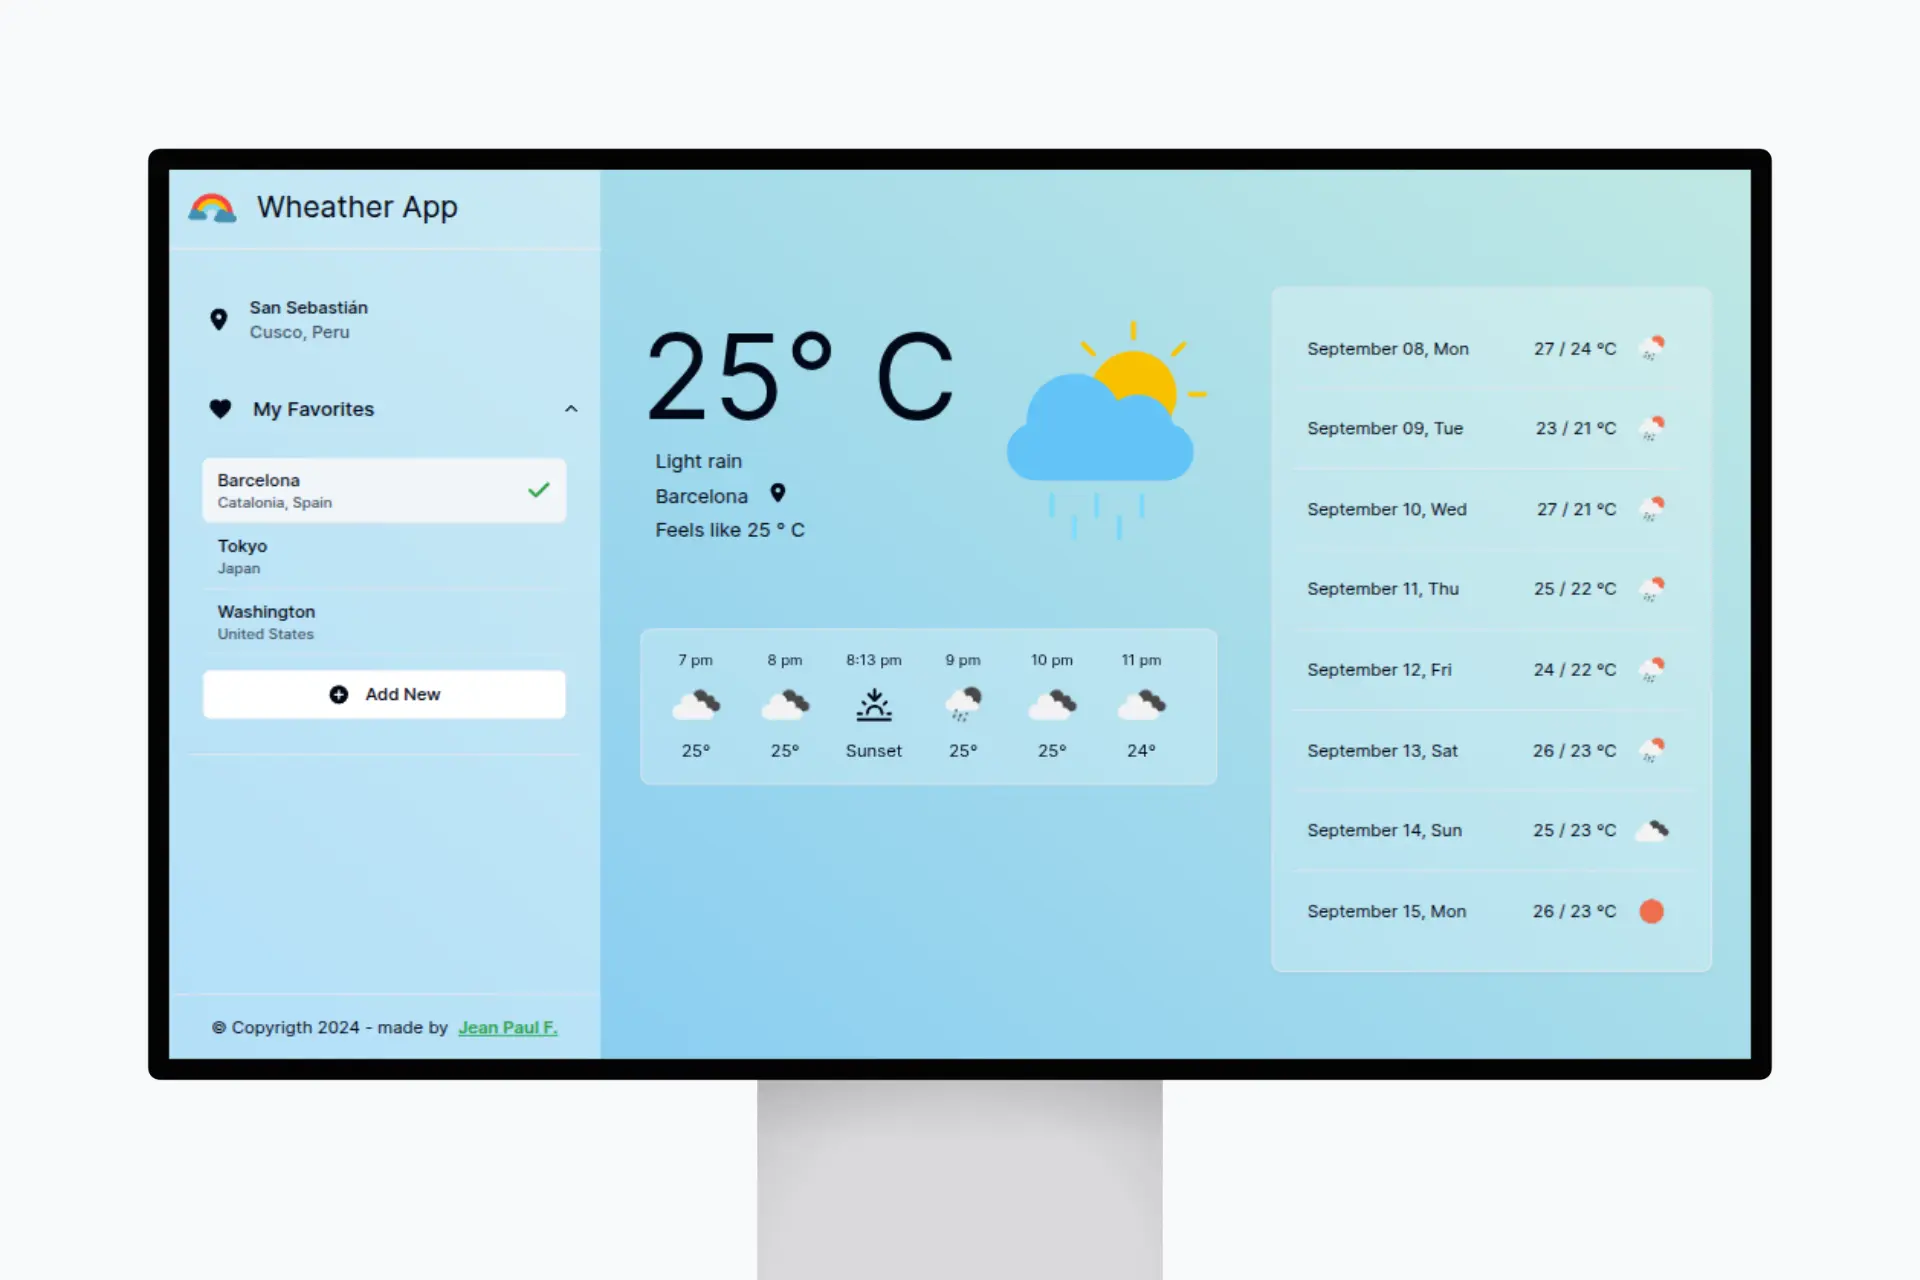 Wheather App
San Sebastián
Cusco, Peru
My Favorites
Barcelona
Catalonia, Spain
Tokyo
Japan
Washington
United States
Add New
© Copyrigth 2024 - made by Jean Paul F.
25° C
Light rain
Barcelona
Feels like 25 ° C
7 pm 8 pm 8:13 pm 9 pm 10 pm 11 pm
25° 25° Sunset 25° 25° 24°
September 08, Mon 27 / 24 °C
September 09, Tue 23 / 21 °C
September 10, Wed 27 / 21 °C
September 11, Thu 25 / 22 °C
September 12, Fri 24 / 22 °C
September 13, Sat 26 / 23 °C
September 14, Sun 25 / 23 °C
September 15, Mon 26 / 23 °C